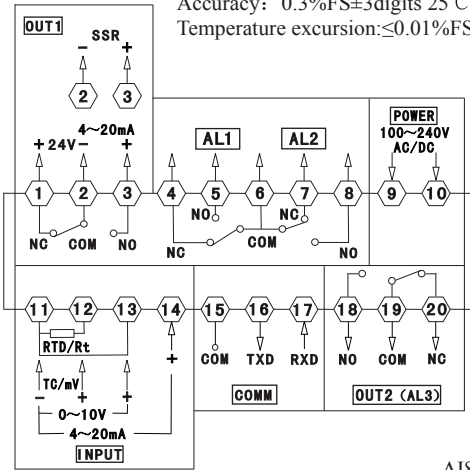 Accuracy: 0.3%FS±3digits 25℃
Temperature excursion:≤0.01%FS
OUT1
SSR
- +
2 3
4~20mA
+ 24V - +
AL1 AL2
POWER
100~240V
AC/DC
1 2 3 4 5 6 7 8 9 10
NO NC
NC COM NO NC COM NO
11 12 13 14 15 16 17 18 19 20
RTD/Rt
+
COM TXD RXD NO COM NC
TC/mV
- + +
COMM OUT2 (AL3)
0~10V
4~20mA
INPUT